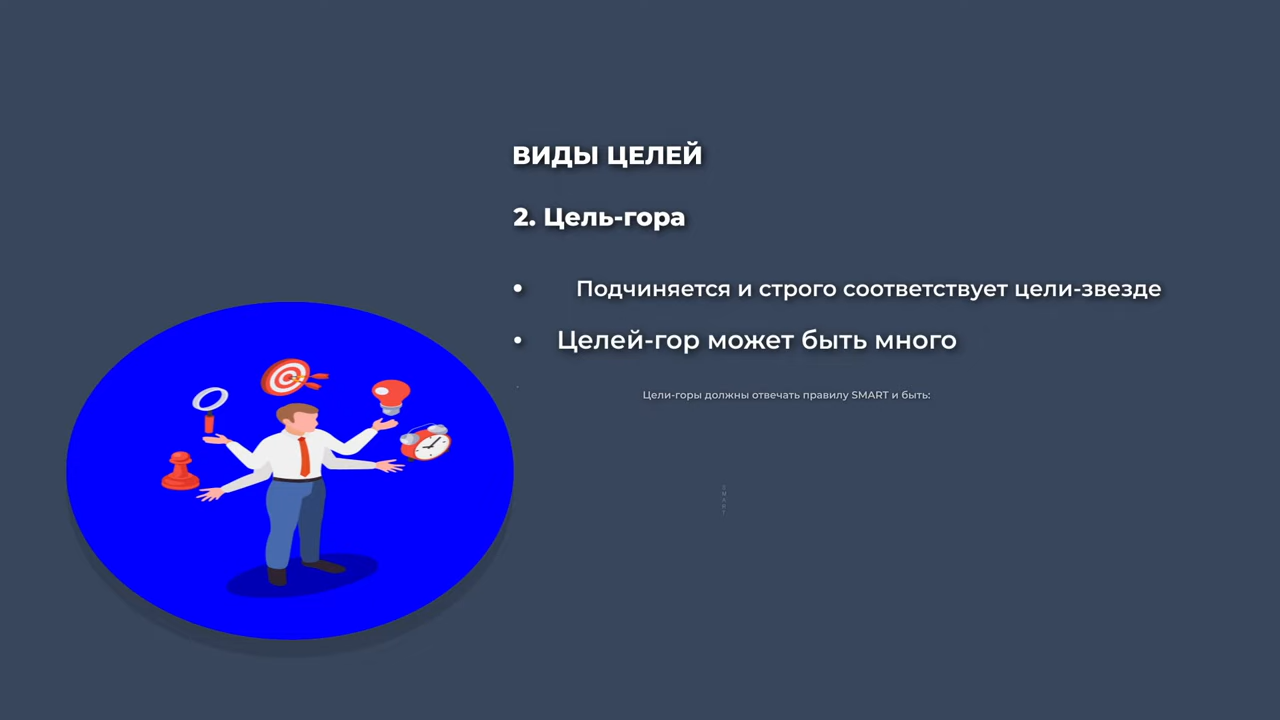 ВИДЫ ЦЕЛЕЙ
2. Цель-гора
• Подчиняется и строго соответствует цели-звезде
• Целей-гор может быть много
Цели-горы должны отвечать правилу SMART и быть:
S
M
A
R
T